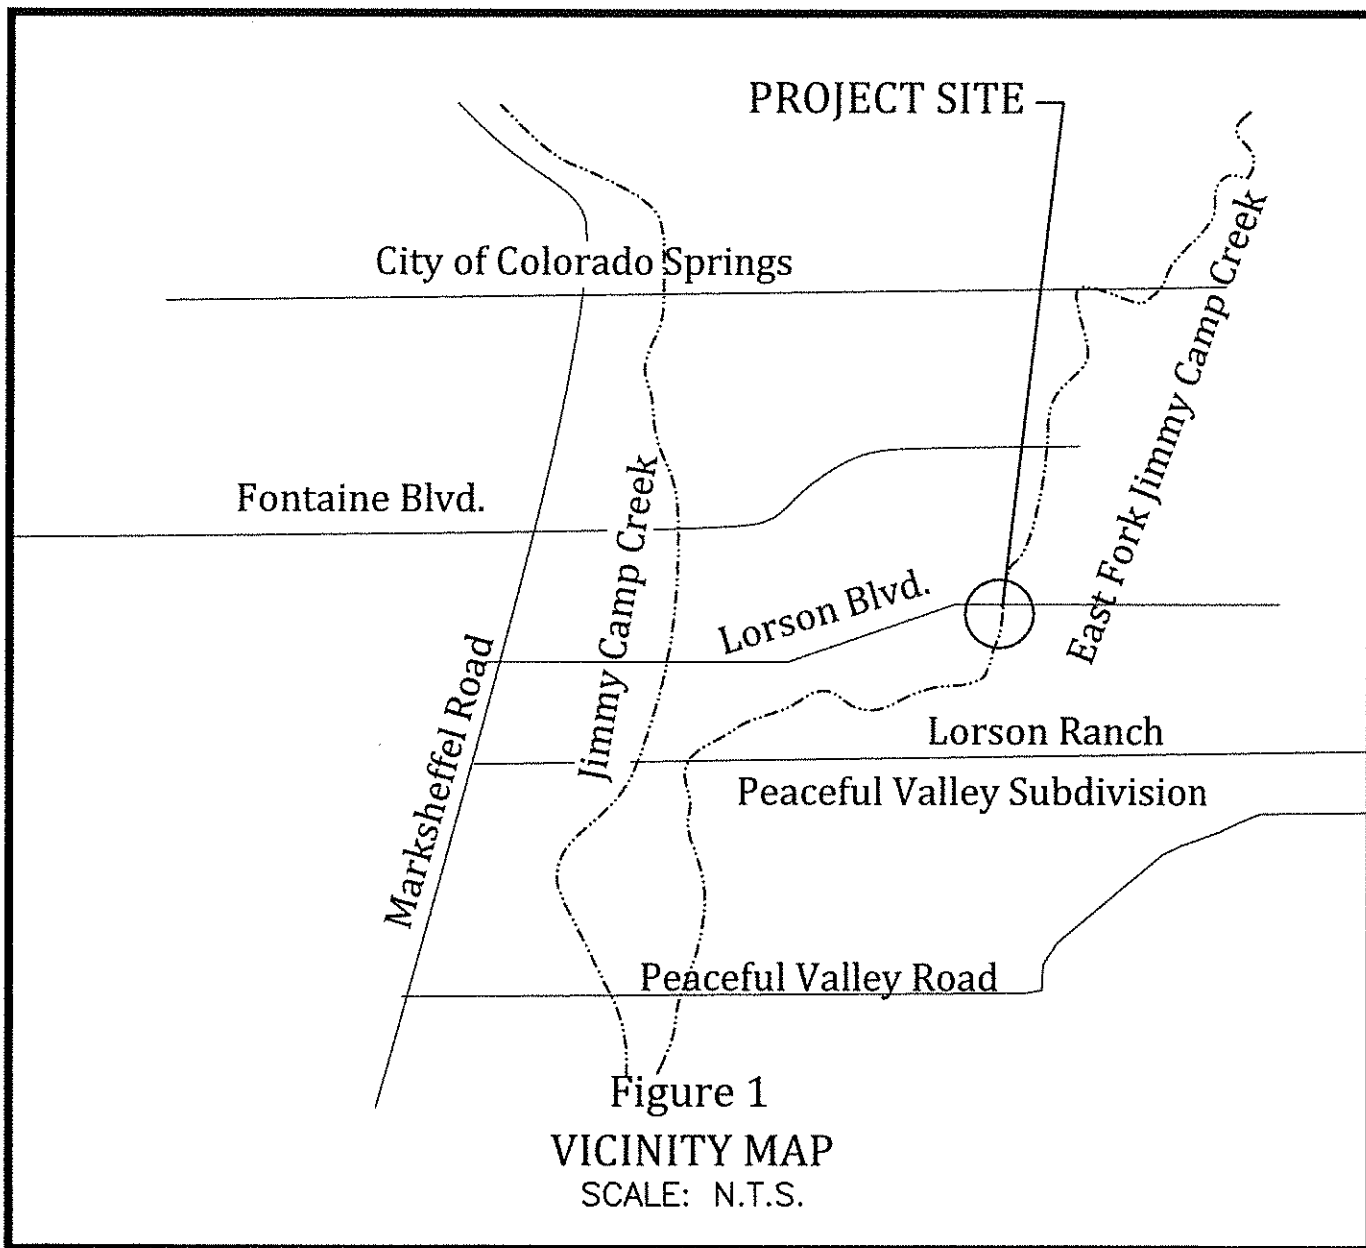 PROJECT SITE
City of Colorado Springs
East Fork Jimmy Camp Creek
Fontaine Blvd.
Jimmy Camp Creek
Lorson Blvd.
Marksheffel Road
Lorson Ranch
Peaceful Valley Subdivision
Peaceful Valley Road
Figure 1
VICINITY MAP
SCALE: N.T.S.